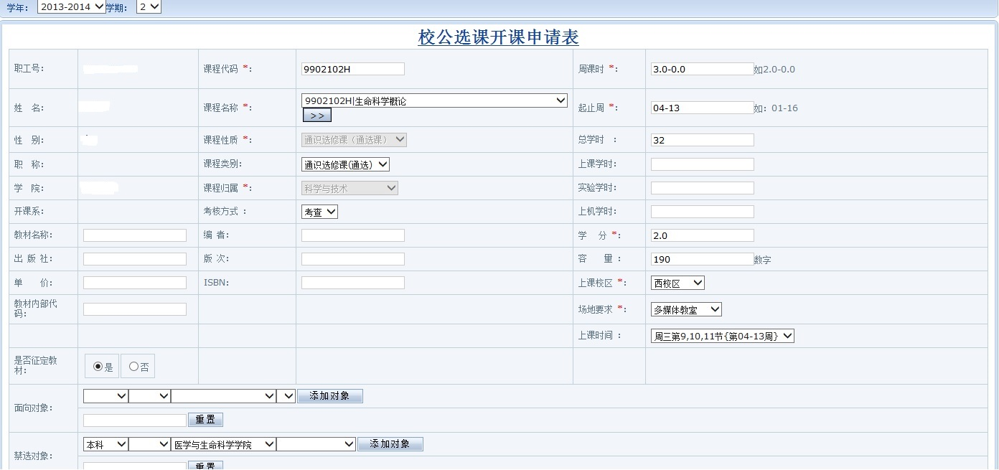 学年: 2013-2014 学期: 2
校公选课开课申请表
职工号: 课程代码 *: 9902102H 周课时 *: 3.0-0.0 如2.0-0.0
姓 名: 课程名称 *: 9902102H|生命科学概论 >> 起止周 *: 04-13 如: 01-16
性 别: 课程性质 *: 通识选修课（通选课） 总学时 : 32
职 称: 课程类别: 通识选修课(通选) 上课学时:
学 院: 课程归属 *: 科学与技术 实验学时:
开课系: 考核方式 : 考查 上机学时:
教材名称: 编 者: 学 分 *: 2.0
出 版 社: 版 次: 容 量 : 190 数字
单 价: ISBN: 上课校区 *: 西校区
教材内部代码: 场地要求 *: 多媒体教室
上课时间 : 周三第9,10,11节{第04-13周}
是否征定教材: 是 否
面向对象: 添加对象
重置
禁选对象: 本科 医学与生命科学学院 添加对象
重置